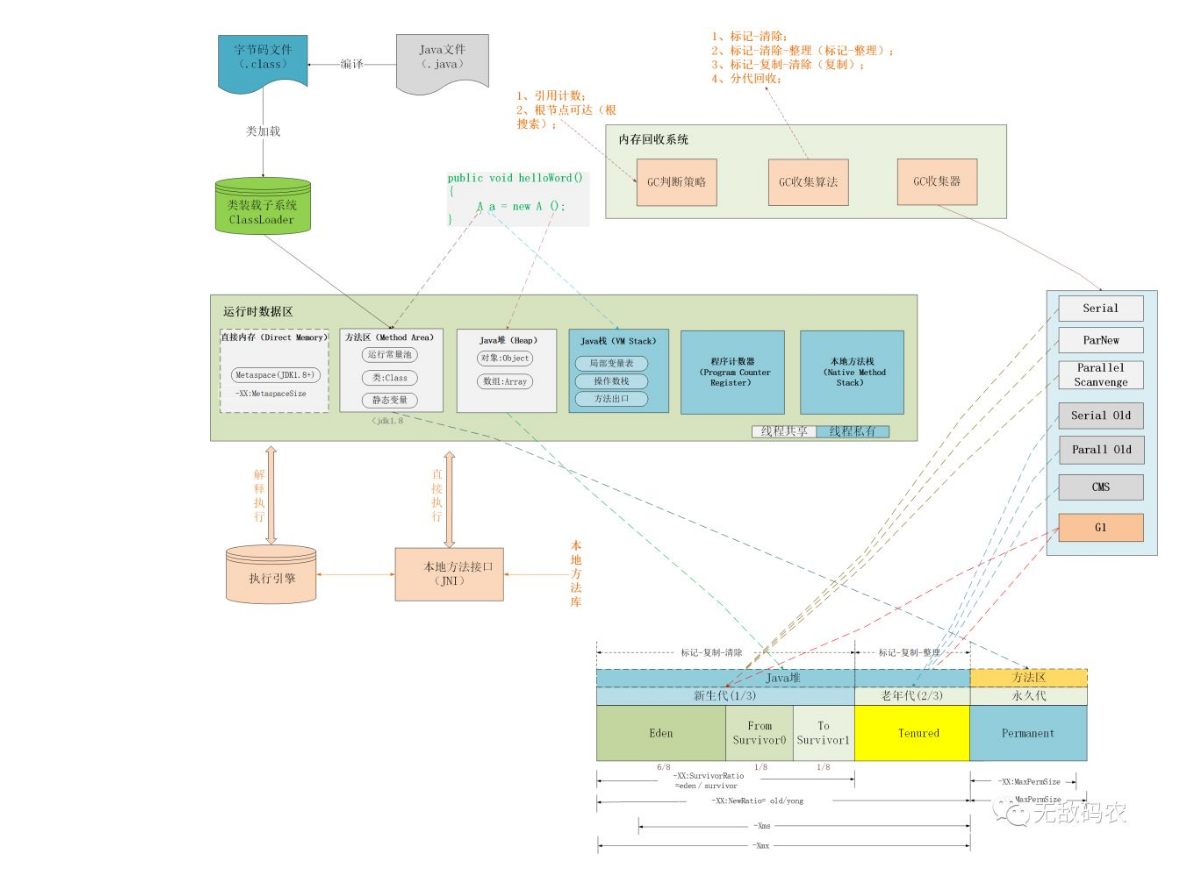 字节码文件
(.class)
编译
Java文件
(.java)
类加载
类装载子系统
ClassLoader
1、标记-清除;
2、标记-清除-整理(标记-整理);
3、标记-复制-清除(复制);
4、分代回收;
1、引用计数;
2、根节点可达(根
搜索);
内存回收系统
GC判断策略
GC收集算法
GC收集器
public void helloWord()
{
A a = new A ();
}
运行时数据区
直接内存(Direct Memory)
Metaspace(JDK1.8+)
-XX:MetaspaceSize
方法区(Method Area)
运行常量池
类:Class
静态变量
<jdk1.8
Java堆(Heap)
对象:Object
数组:Array
Java栈(VM Stack)
局部变量表
操作数栈
方法出口
程序计数器
(Program Counter
Register)
本地方法栈
(Native Method
Stack)
线程共享
线程私有
Serial
ParNew
Parallel
Scanvenge
Serial Old
Parall Old
CMS
G1
解释执行
直接执行
执行引擎
本地方法接口
(JNI)
本地方法库
标记-复制-清除
标记-复制-整理
Java堆
方法区
新生代(1/3)
老年代(2/3)
永久代
Eden
From
Survivor0
To
Survivor1
Tenured
Permanent
6/8
1/8
1/8
-XX:SurvivorRatio
=eden/survivor
-XX:MaxPermSize
-XX:NewRatio= old/yong
MaxPermSize
无敌码农
-Xms
-Xmx